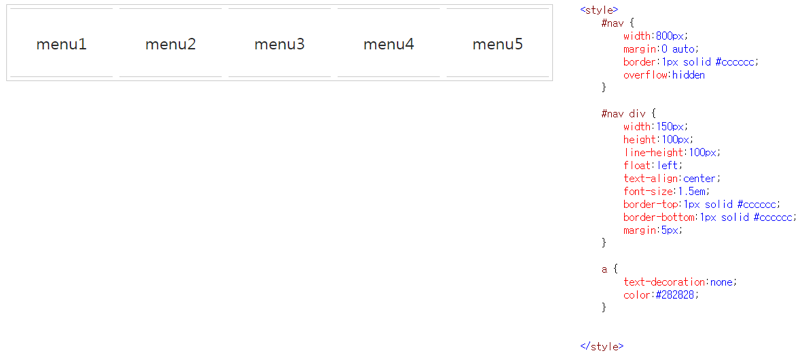 menu1 menu2 menu3 menu4 menu5
<style>
#nav {
width:800px;
margin:0 auto;
border:1px solid #cccccc;
overflow:hidden
}
#nav div {
width:150px;
height:100px;
line-height:100px;
float:left;
text-align:center;
font-size:1.5em;
border-top:1px solid #cccccc;
border-bottom:1px solid #cccccc;
margin:5px;
}
a {
text-decoration:none;
color:#282828;
}
</style>